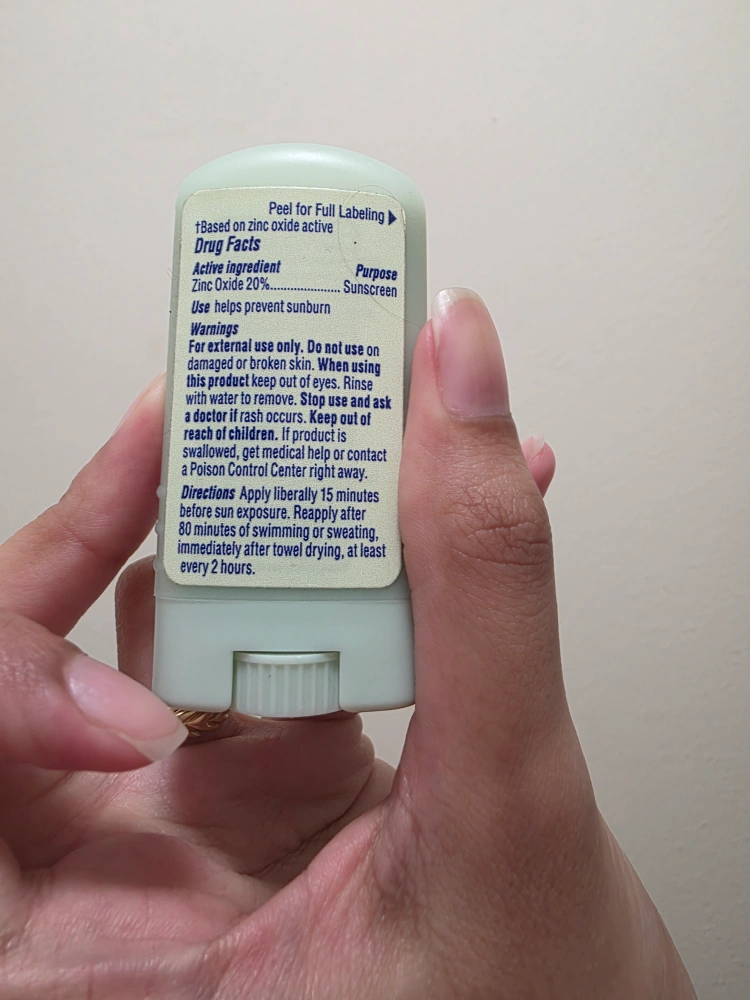 Peel for Full Labeling ▶
†Based on zinc oxide active
Drug Facts
Active ingredient Purpose
Zinc Oxide 20%..................... Sunscreen
Use helps prevent sunburn
Warnings
For external use only. Do not use on
damaged or broken skin. When using
this product keep out of eyes. Rinse
with water to remove. Stop use and ask
a doctor if rash occurs. Keep out of
reach of children. If product is
swallowed, get medical help or contact
a Poison Control Center right away.
Directions Apply liberally 15 minutes
before sun exposure. Reapply after
80 minutes of swimming or sweating,
immediately after towel drying, at least
every 2 hours.